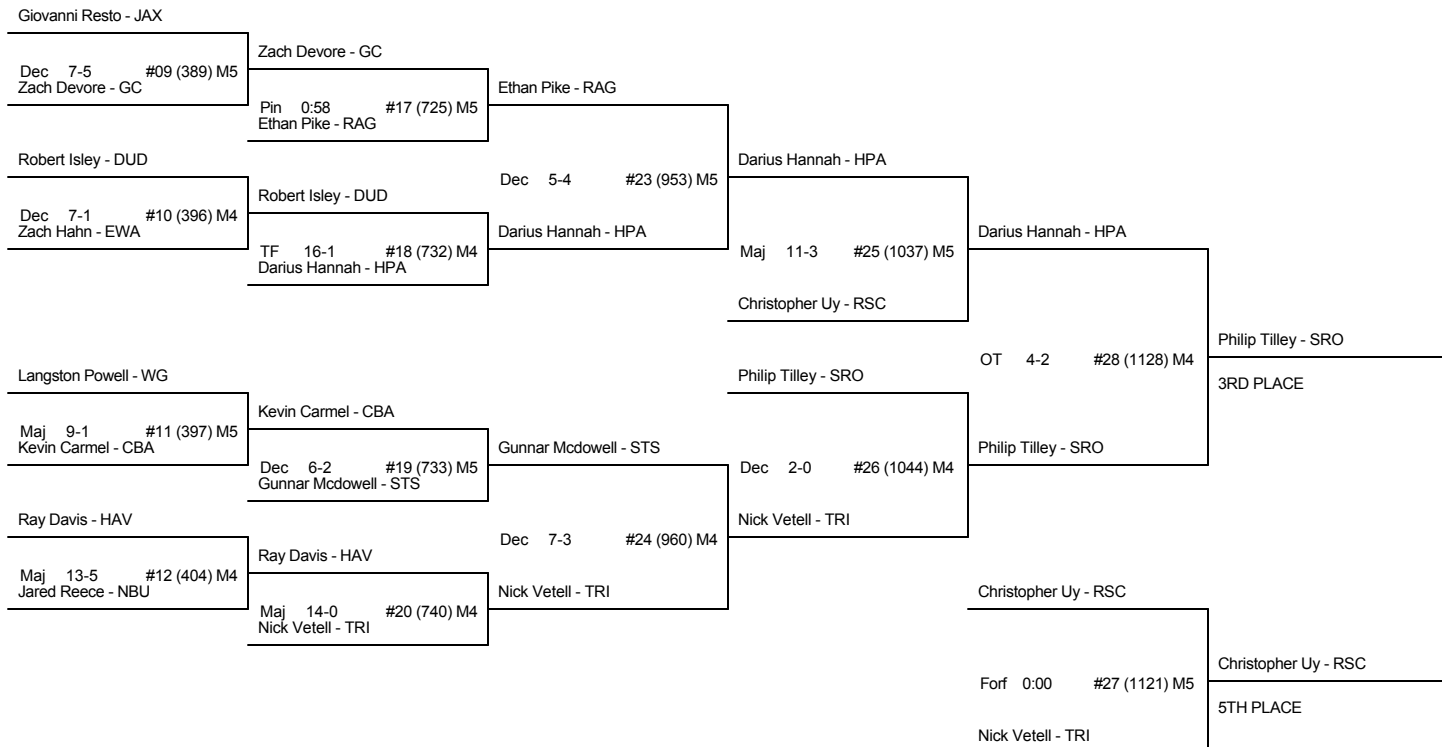 Giovanni Resto - JAX
Dec 7-5 #09 (389) M5
Zach Devore - GC
Robert Isley - DUD
Dec 7-1 #10 (396) M4
Zach Hahn - EWA
Langston Powell - WG
Maj 9-1 #11 (397) M5
Kevin Carmel - CBA
Ray Davis - HAV
Maj 13-5 #12 (404) M4
Jared Reece - NBU
Zach Devore - GC
Pin 0:58 #17 (725) M5
Ethan Pike - RAG
Robert Isley - DUD
TF 16-1 #18 (732) M4
Darius Hannah - HPA
Kevin Carmel - CBA
Dec 6-2 #19 (733) M5
Gunnar Mcdowell - STS
Ray Davis - HAV
Maj 14-0 #20 (740) M4
Nick Vetell - TRI
Ethan Pike - RAG
Dec 5-4 #23 (953) M5
Darius Hannah - HPA
Gunnar Mcdowell - STS
Dec 7-3 #24 (960) M4
Nick Vetell - TRI
Darius Hannah - HPA
Maj 11-3 #25 (1037) M5
Christopher Uy - RSC
Philip Tilley - SRO
Dec 2-0 #26 (1044) M4
Nick Vetell - TRI
Darius Hannah - HPA
OT 4-2 #28 (1128) M4
Philip Tilley - SRO
Christopher Uy - RSC
Forf 0:00 #27 (1121) M5
Nick Vetell - TRI
Philip Tilley - SRO
3RD PLACE
Christopher Uy - RSC
5TH PLACE